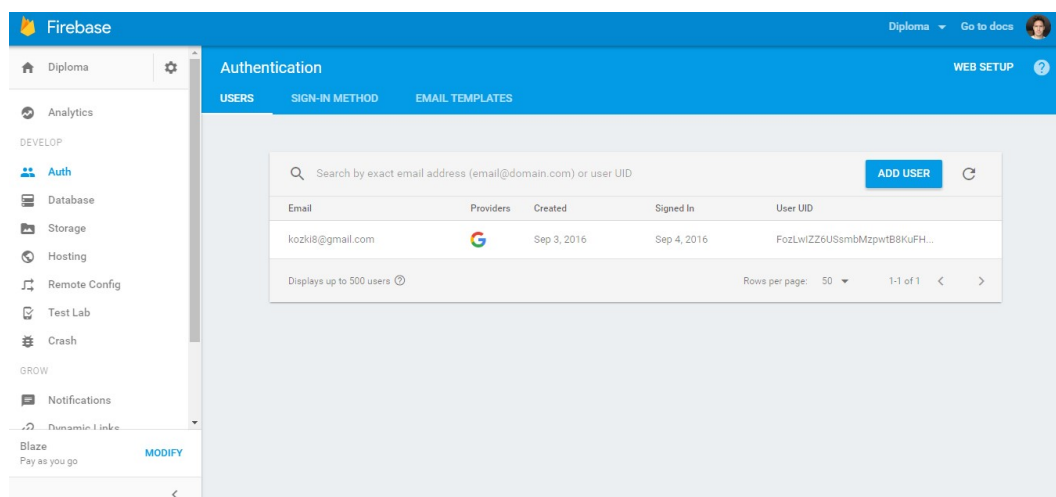 Firebase
Diploma
Go to docs
Diploma
Analytics
DEVELOP
Auth
Database
Storage
Hosting
Remote Config
Test Lab
Crash
GROW
Notifications
Dynamic Links
Blaze
Pay as you go
MODIFY
Authentication
WEB SETUP
USERS SIGN-IN METHOD EMAIL TEMPLATES
Search by exact email address (email@domain.com) or user UID
ADD USER
Email Providers Created Signed In User UID
kozki8@gmail.com Sep 3, 2016 Sep 4, 2016 FozLwIZZ6USsmbMzpwtB8KuFH...
Displays up to 500 users
Rows per page: 50 1-1 of 1